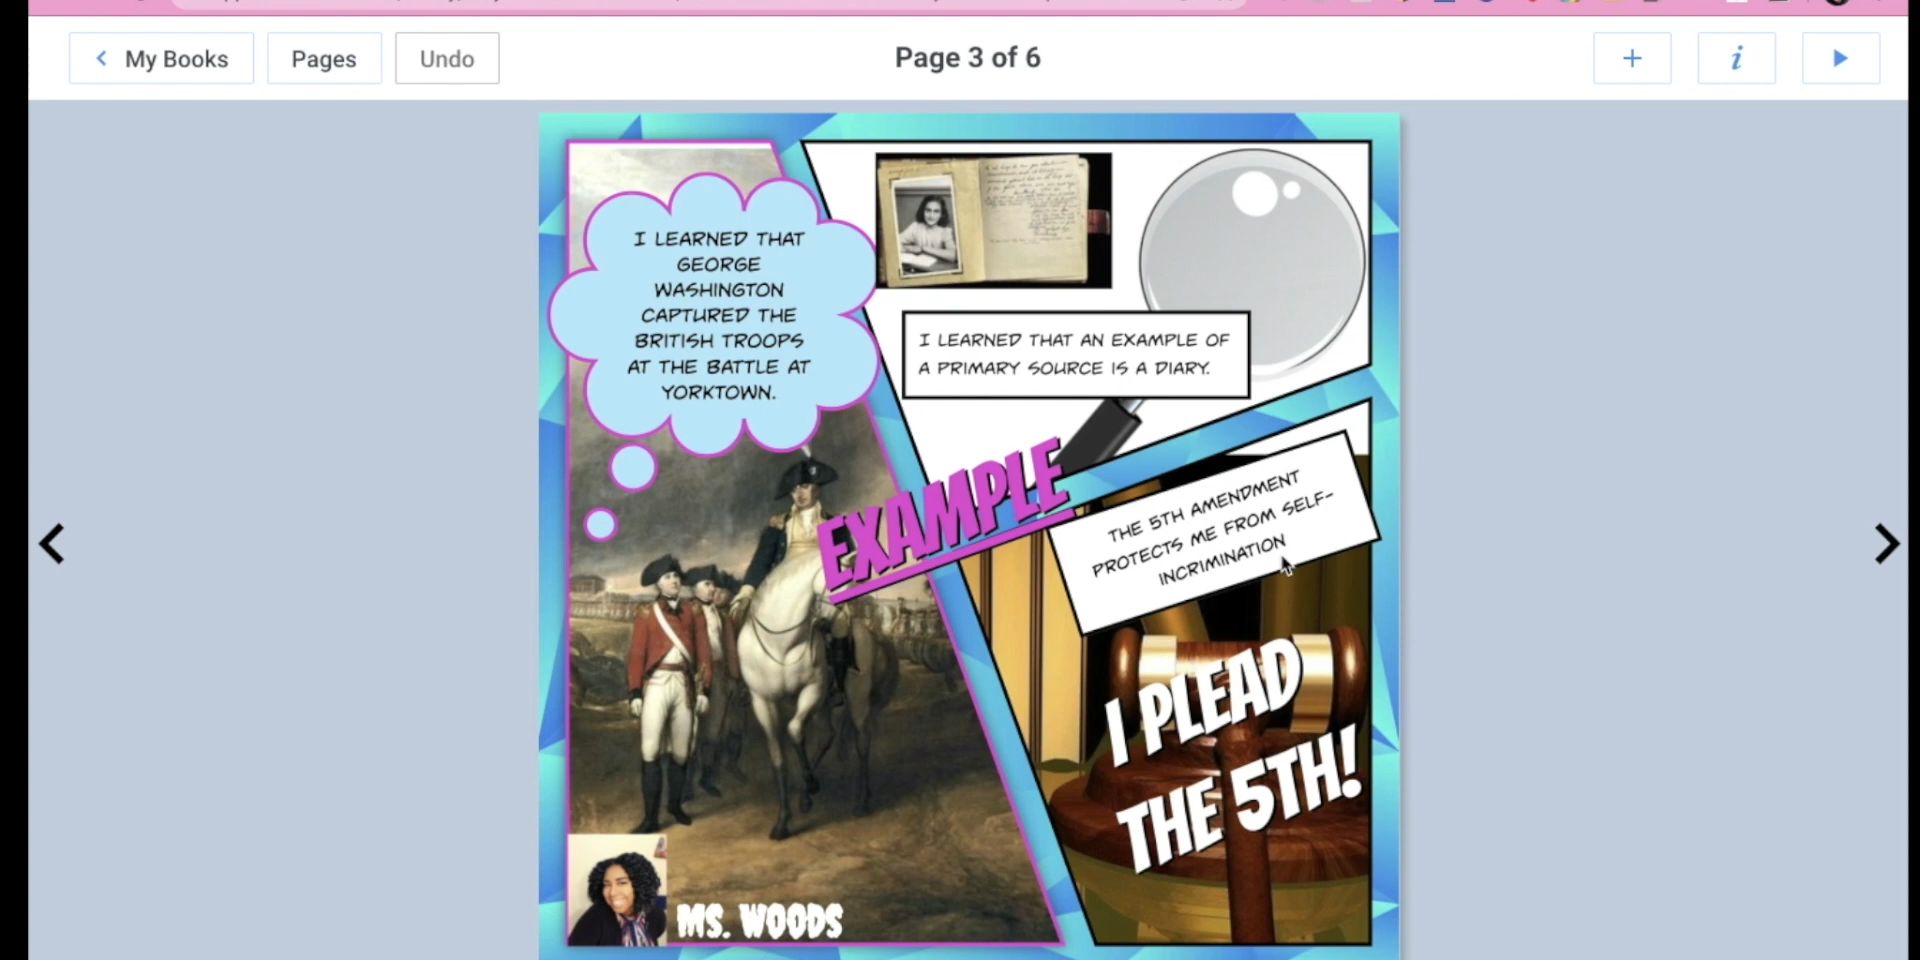 My Books
Pages
Undo
Page 3 of 6
I LEARNED THAT
GEORGE
WASHINGTON
CAPTURED THE
BRITISH TROOPS
AT THE BATTLE AT
YORKTOWN.
I LEARNED THAT AN EXAMPLE OF
A PRIMARY SOURCE IS A DIARY.
EXAMPLE
THE 5TH AMENDMENT
PROTECTS ME FROM SELF-
INCRIMINATION
I PLEAD
THE 5TH!
MS. WOODS